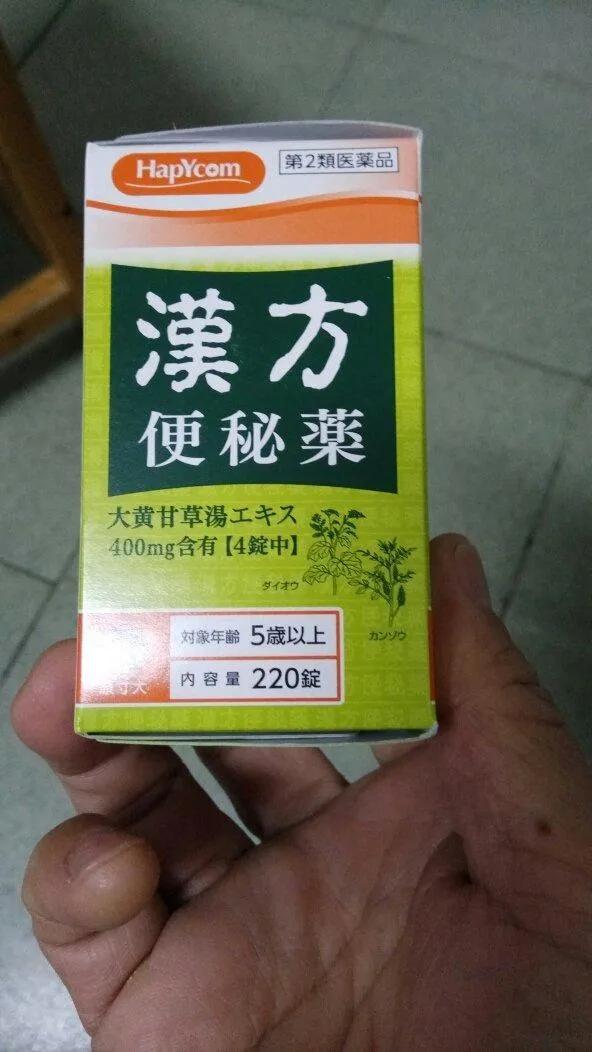 HapYcom
第2類医薬品
漢方
便秘薬
大黄甘草湯エキス
400mg含有【4錠中】
ダイオウ
カンゾウ
対象年齢 5歳以上
内容量 220錠